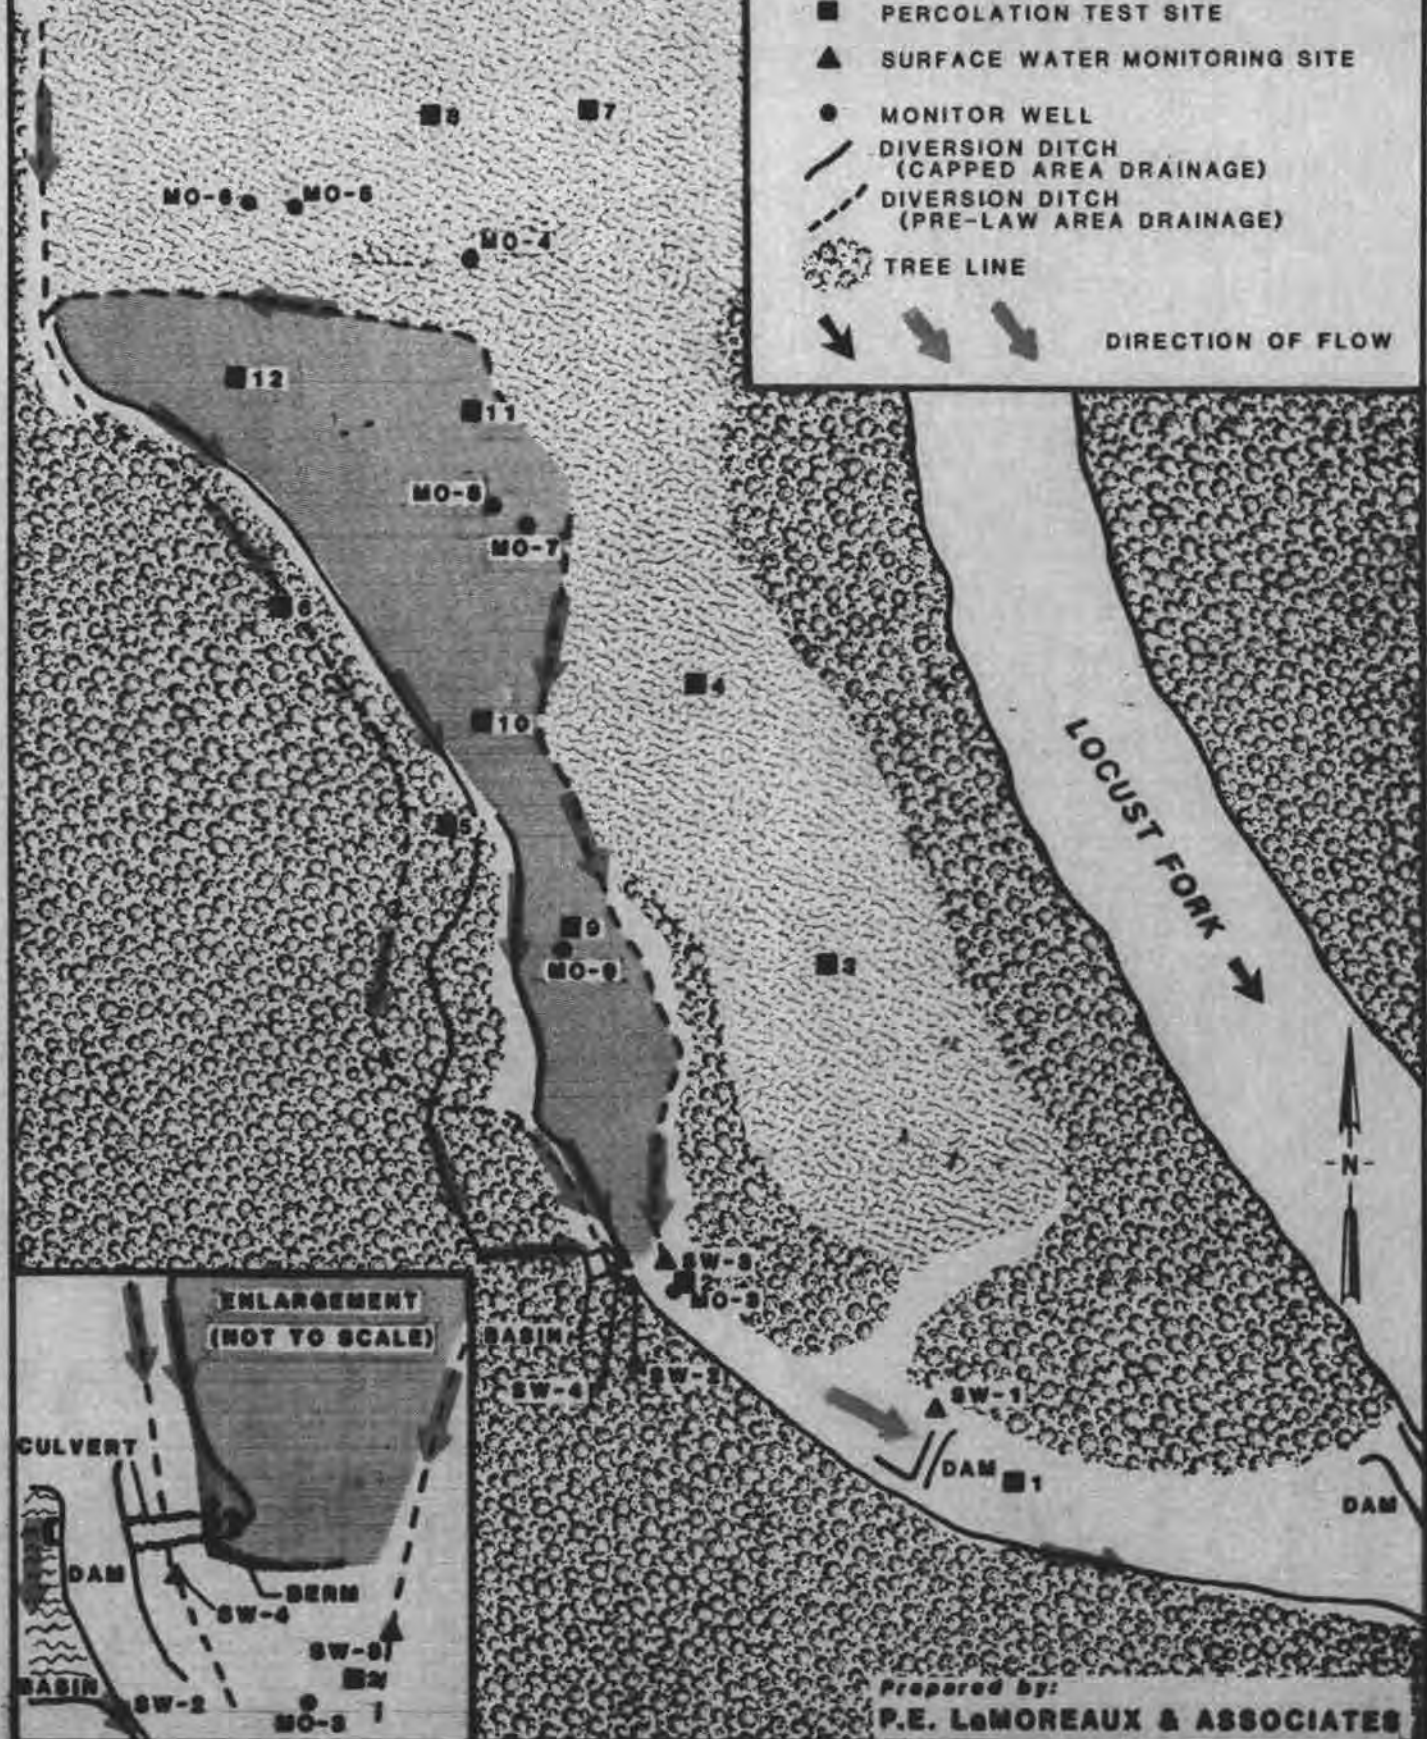 PERCOLATION TEST SITE
SURFACE WATER MONITORING SITE
MONITOR WELL
DIVERSION DITCH
(CAPPED AREA DRAINAGE)
DIVERSION DITCH
(PRE-LAW AREA DRAINAGE)
TREE LINE
DIRECTION OF FLOW
8
7
MO-6
MO-5
MO-4
12
11
MO-8
MO-7
6
4
10
LOCUST FORK
5
9
MO-9
3
-N-
SW-3
2
MO-3
BASIN
SW-4
SW-2
SW-1
DAM
1
DAM
ENLARGEMENT
(NOT TO SCALE)
CULVERT
DAM
BERM
SW-4
SW-3
2
BASIN
SW-2
MO-3
Prepared by:
P.E. LaMOREAUX & ASSOCIATES